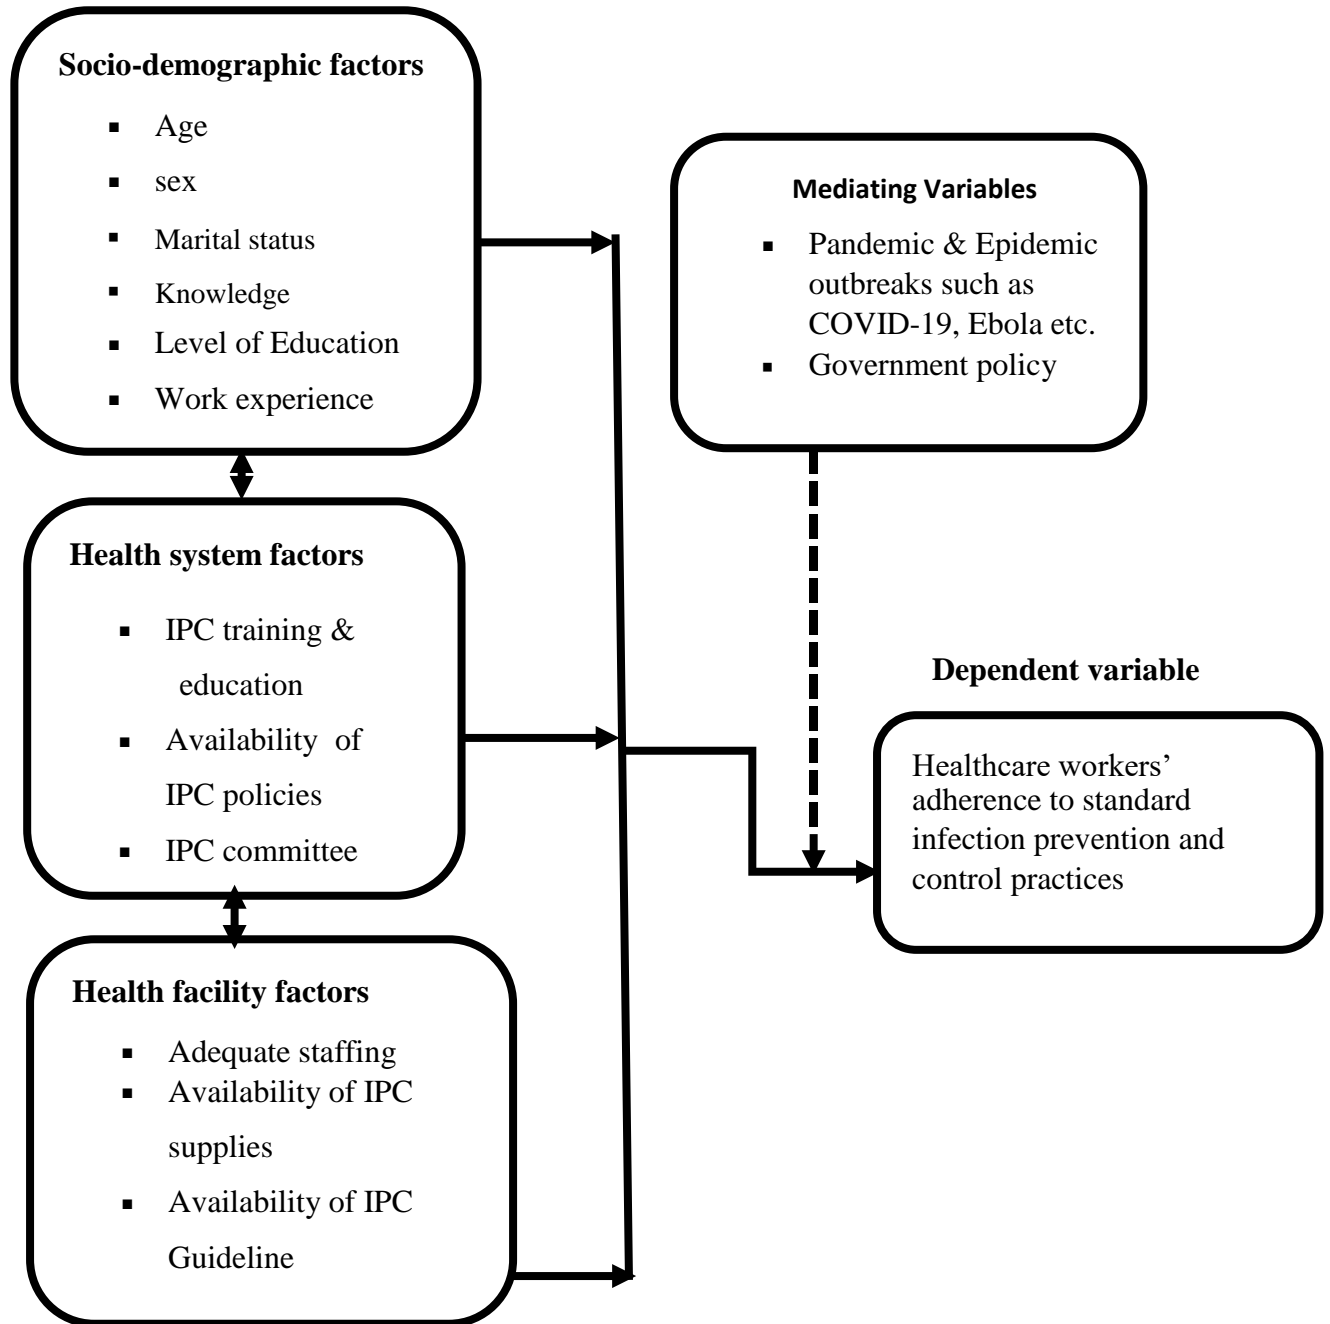 Socio-demographic factors
▪ Age
▪ sex
▪ Marital status
▪ Knowledge
▪ Level of Education
▪ Work experience
Health system factors
▪ IPC training &
education
▪ Availability of
IPC policies
▪ IPC committee
Health facility factors
▪ Adequate staffing
▪ Availability of IPC
supplies
▪ Availability of IPC
Guideline
Mediating Variables
▪ Pandemic & Epidemic
outbreaks such as
COVID-19, Ebola etc.
▪ Government policy
Dependent variable
Healthcare workers’
adherence to standard
infection prevention and
control practices